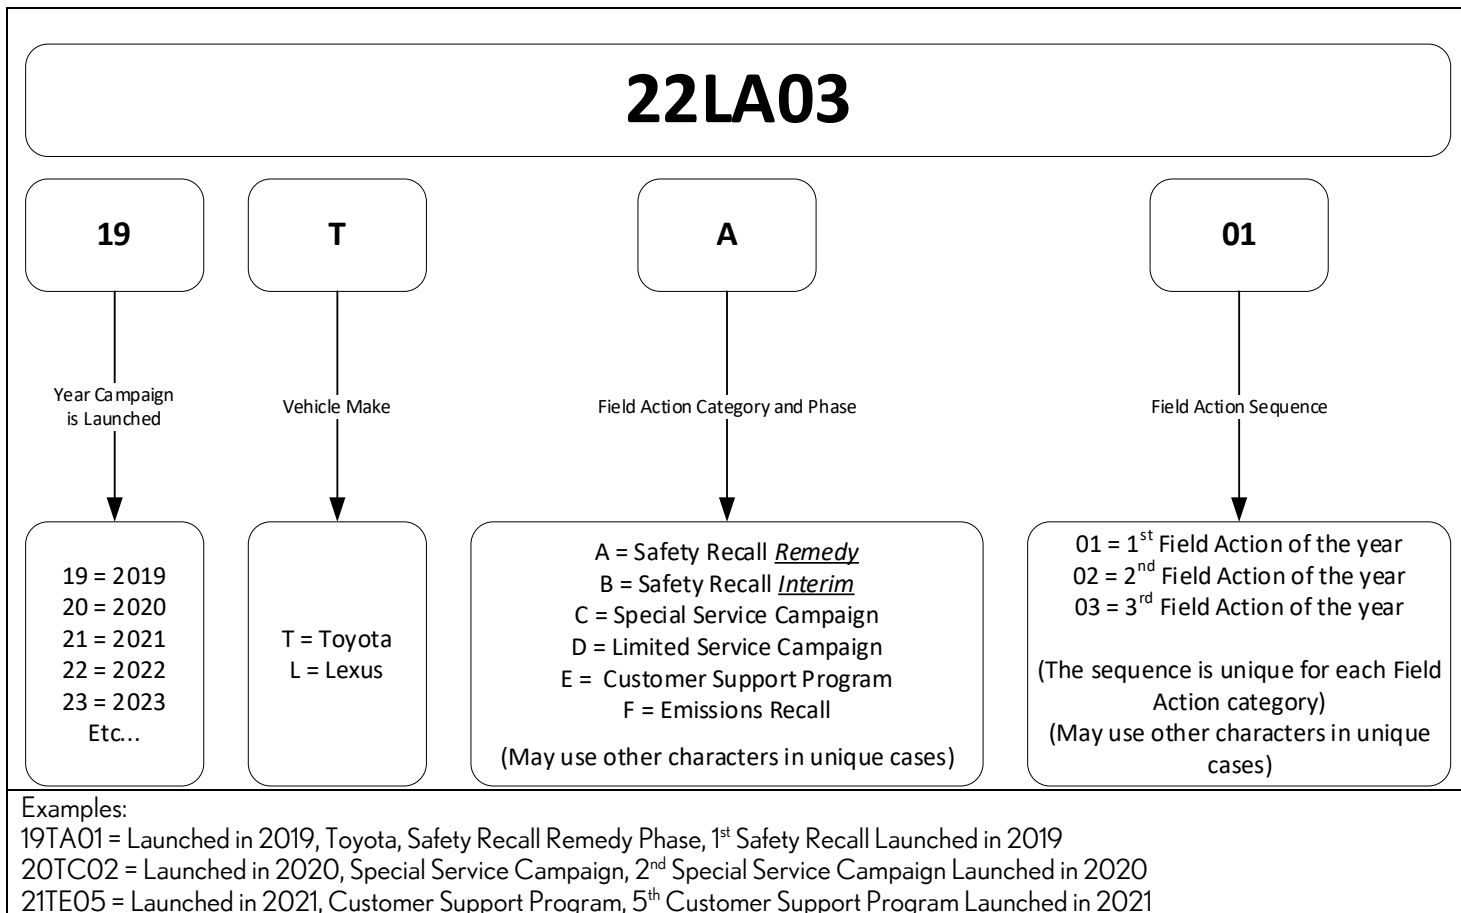 22LA03
19
T
A
01
Year Campaign
is Launched
Vehicle Make
Field Action Category and Phase
Field Action Sequence
19 = 2019
20 = 2020
21 = 2021
22 = 2022
23 = 2023
Etc...
T = Toyota
L = Lexus
A = Safety Recall Remedy
B = Safety Recall Interim
C = Special Service Campaign
D = Limited Service Campaign
E = Customer Support Program
F = Emissions Recall
(May use other characters in unique cases)
01 = 1st Field Action of the year
02 = 2nd Field Action of the year
03 = 3rd Field Action of the year
(The sequence is unique for each Field
Action category)
(May use other characters in unique
cases)
Examples:
19TA01 = Launched in 2019, Toyota, Safety Recall Remedy Phase, 1st Safety Recall Launched in 2019
20TC02 = Launched in 2020, Special Service Campaign, 2nd Special Service Campaign Launched in 2020
21TE05 = Launched in 2021, Customer Support Program, 5th Customer Support Program Launched in 2021